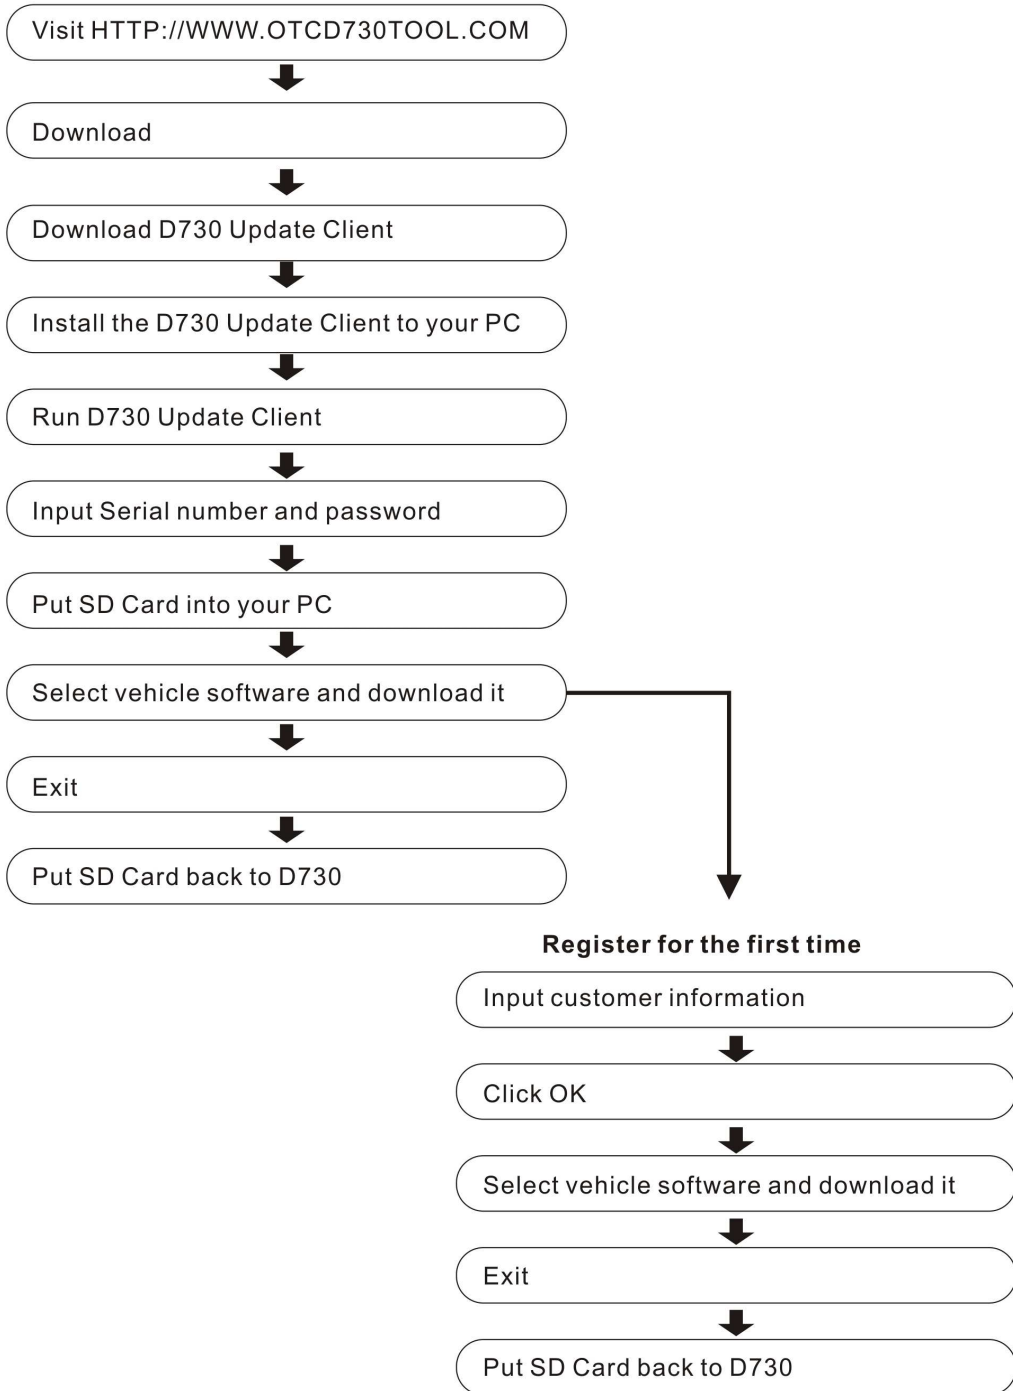 Visit HTTP://WWW.OTCD730TOOL.COM
Download
Download D730 Update Client
Install the D730 Update Client to your PC
Run D730 Update Client
Input Serial number and password
Put SD Card into your PC
Select vehicle software and download it
Exit
Put SD Card back to D730
Register for the first time
Input customer information
Click OK
Select vehicle software and download it
Exit
Put SD Card back to D730